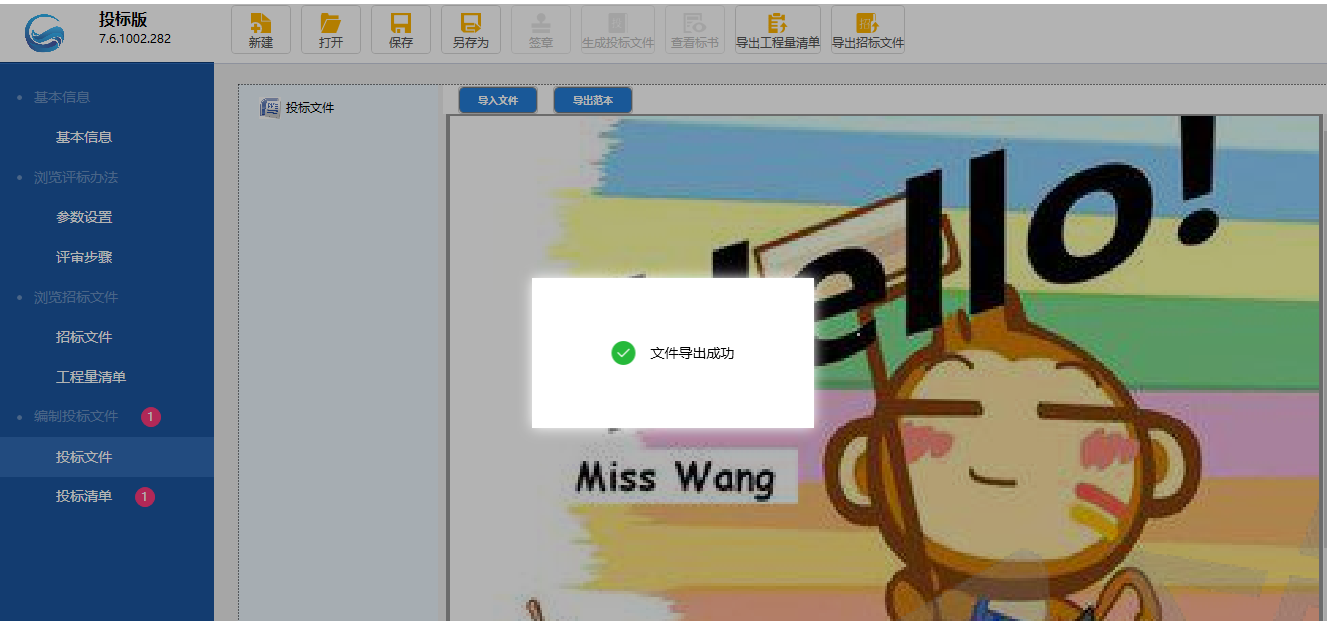 投标版
7.6.1002.282
新建
打开
保存
另存为
签章
生成投标文件
查看标书
导出工程量清单
导出招标文件
基本信息
基本信息
浏览评标办法
参数设置
评审步骤
浏览招标文件
招标文件
工程量清单
编制投标文件 1
投标文件
投标清单 1
投标文件
导入文件
导出范本
ello!
文件导出成功
Miss Wang